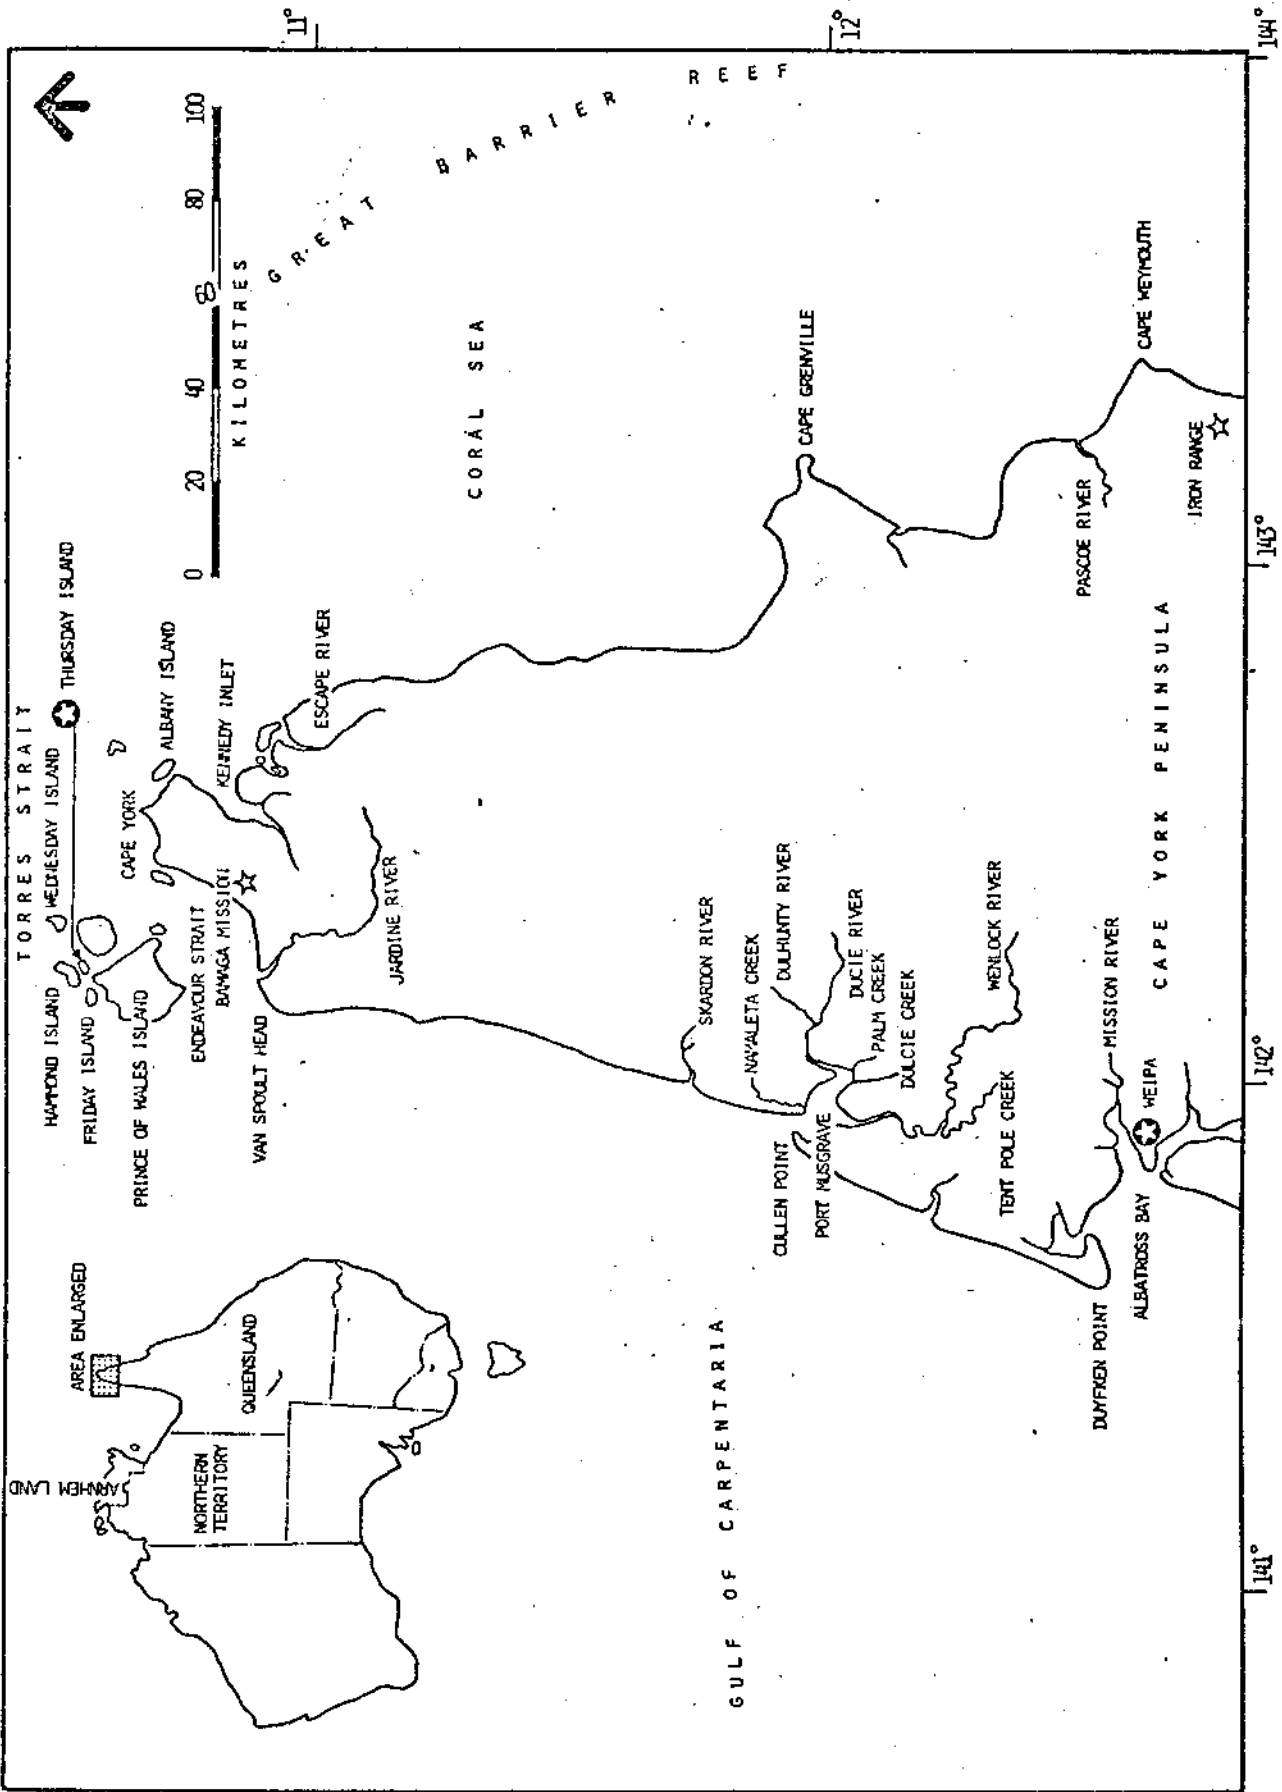 TORRES STRAIT
HAMMOND ISLAND
WEDNESDAY ISLAND
THURSDAY ISLAND
FRIDAY ISLAND
PRINCE OF WALES ISLAND
CAPE YORK
ALBANY ISLAND
ENDEAVOUR STRAIT
BAMAGA MISSION
KENNEDY INLET
VAN SPOULT HEAD
ESCAPE RIVER
JARDINE RIVER
0 20 40 60 80 100
KILOMETRES
GREAT BARRIER REEF
CORAL SEA
11°
12°
AREA ENLARGED
ARNHEM LAND
NORTHERN
TERRITORY
QUEENSLAND
GULF OF CARPENTARIA
SKARDON RIVER
NAMALETA CREEK
DULHUNTY RIVER
CULLEN POINT
PORT MUSGRAVE
DUCIE RIVER
PALM CREEK
DULCIE CREEK
CAPE GRENVILLE
WENLOCK RIVER
TENT POLE CREEK
PASCOE RIVER
CAPE WEYMOUTH
DUYFKEN POINT
MISSION RIVER
ALBATROSS BAY
WEIPA
CAPE YORK PENINSULA
IRON RANGE
141°
142°
143°
144°